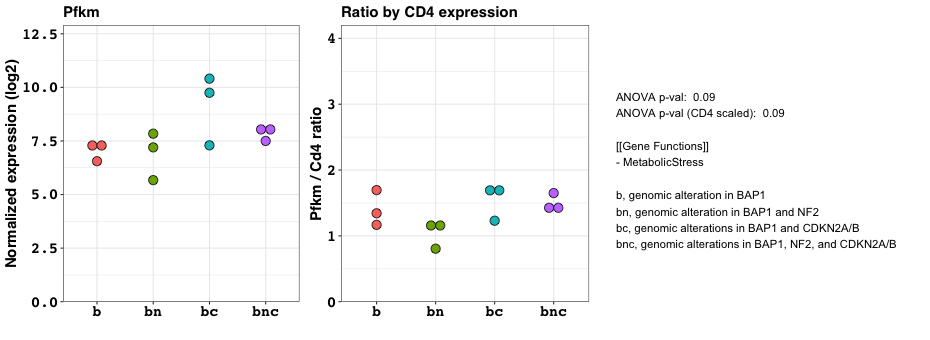 Pfkm
Normalized expression (log2)
12.5
10.0
7.5
5.0
2.5
0.0
b bn bc bnc
Ratio by CD4 expression
Pfkm / Cd4 ratio
4
3
2
1
0
b bn bc bnc
ANOVA p-val:  0.09
ANOVA p-val (CD4 scaled):  0.09
[[Gene Functions]]
- MetabolicStress
b, genomic alteration in BAP1
bn, genomic alteration in BAP1 and NF2
bc, genomic alterations in BAP1 and CDKN2A/B
bnc, genomic alterations in BAP1, NF2, and CDKN2A/B